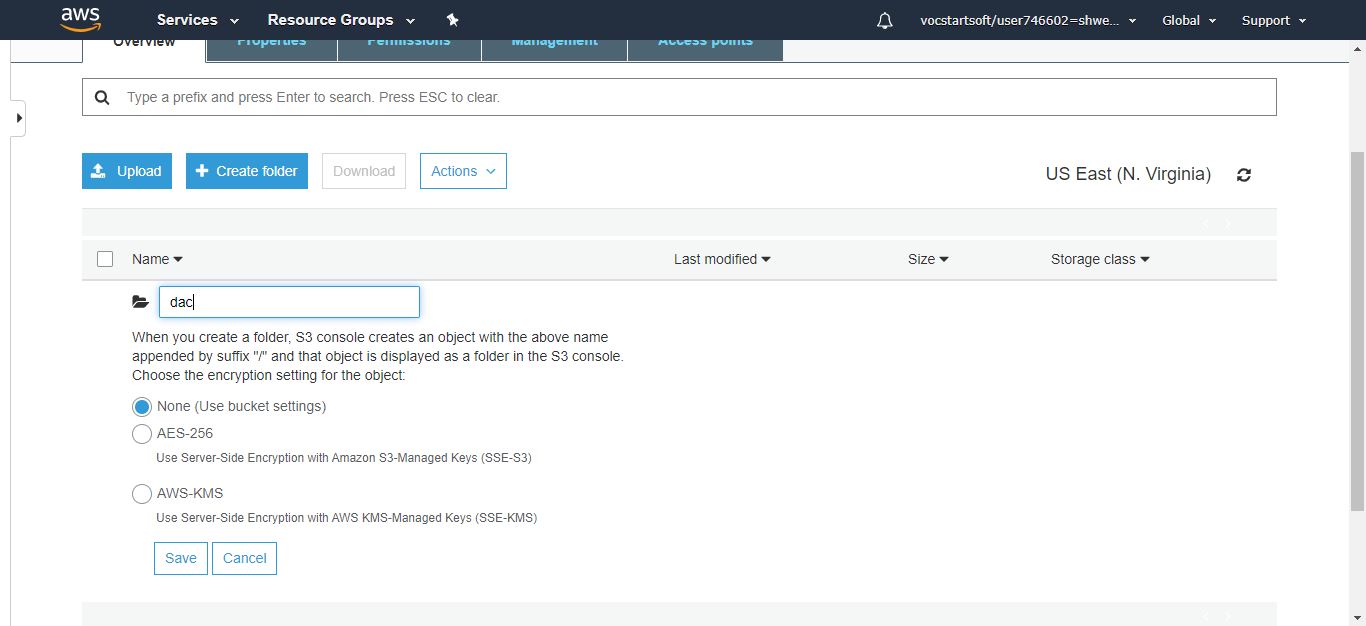 aws Services Resource Groups vocstartsoft/user746602=shwe... Global Support
Overview Properties Permissions Management Access points
Type a prefix and press Enter to search. Press ESC to clear.
Upload Create folder Download Actions US East (N. Virginia)
Name Last modified Size Storage class
dac
When you create a folder, S3 console creates an object with the above name
appended by suffix "/" and that object is displayed as a folder in the S3 console.
Choose the encryption setting for the object:
None (Use bucket settings)
AES-256
Use Server-Side Encryption with Amazon S3-Managed Keys (SSE-S3)
AWS-KMS
Use Server-Side Encryption with AWS KMS-Managed Keys (SSE-KMS)
Save Cancel